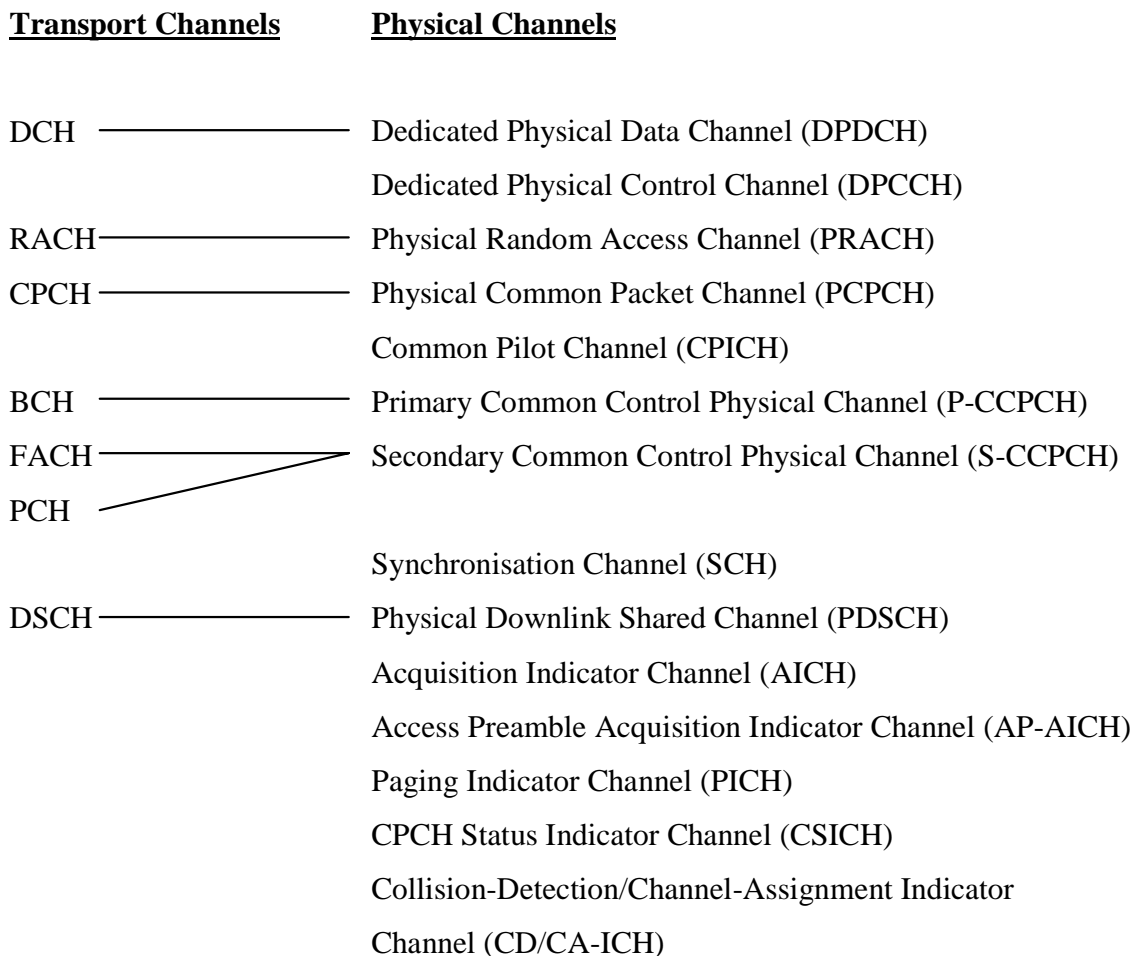 Transport Channels Physical Channels
DCH Dedicated Physical Data Channel (DPDCH)
Dedicated Physical Control Channel (DPCCH)
RACH Physical Random Access Channel (PRACH)
CPCH Physical Common Packet Channel (PCPCH)
Common Pilot Channel (CPICH)
BCH Primary Common Control Physical Channel (P-CCPCH)
FACH Secondary Common Control Physical Channel (S-CCPCH)
PCH
Synchronisation Channel (SCH)
DSCH Physical Downlink Shared Channel (PDSCH)
Acquisition Indicator Channel (AICH)
Access Preamble Acquisition Indicator Channel (AP-AICH)
Paging Indicator Channel (PICH)
CPCH Status Indicator Channel (CSICH)
Collision-Detection/Channel-Assignment Indicator
Channel (CD/CA-ICH)